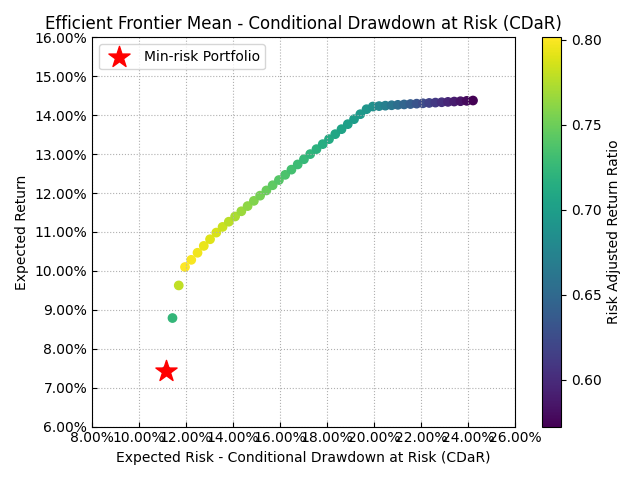 Efficient Frontier Mean - Conditional Drawdown at Risk (CDaR)
Min-risk Portfolio
Expected Return
16.00%
15.00%
14.00%
13.00%
12.00%
11.00%
10.00%
9.00%
8.00%
7.00%
6.00%
8.00% 10.00% 12.00% 14.00% 16.00% 18.00% 20.00% 22.00% 24.00% 26.00%
Expected Risk - Conditional Drawdown at Risk (CDaR)
0.80
0.75
0.70
0.65
0.60
Risk Adjusted Return Ratio